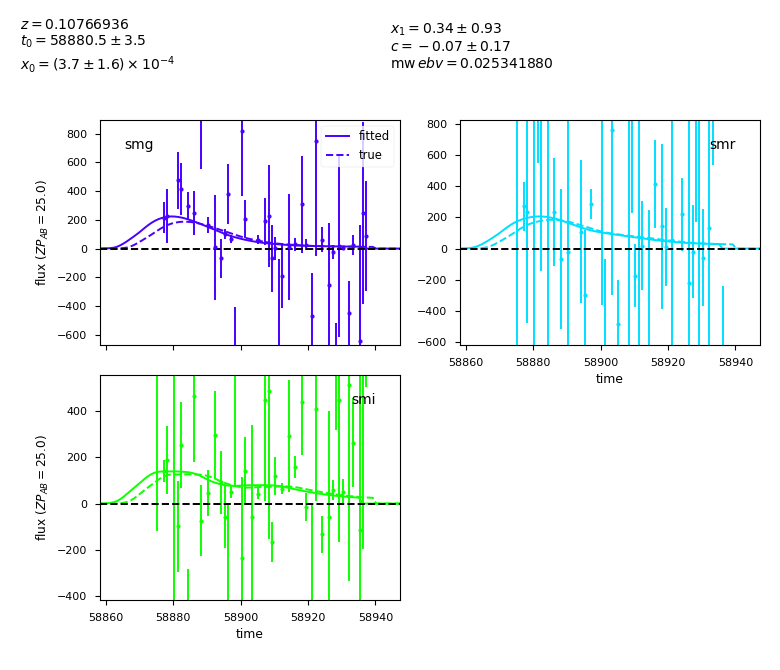 z = 0.10766936
t₀ = 58880.5 ± 3.5
x₀ = (3.7 ± 1.6) × 10⁻⁴
x₁ = 0.34 ± 0.93
c = −0.07 ± 0.17
mw ebv = 0.025341880
smg
fitted
true
flux (ZP_AB = 25.0)
800
600
400
200
0
−200
−400
−600
smr
800
600
400
200
0
−200
−400
−600
58860
58880
58900
58920
58940
time
smi
flux (ZP_AB = 25.0)
400
200
0
−200
−400
58860
58880
58900
58920
58940
time